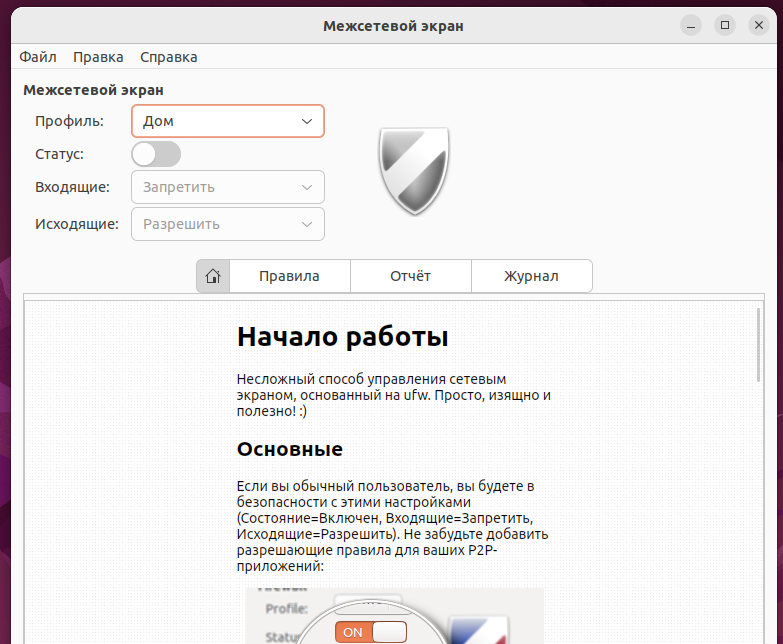 Межсетевой экран
Файл Правка Справка
Межсетевой экран
Профиль: Дом
Статус:
Входящие: Запретить
Исходящие: Разрешить
Правила Отчёт Журнал
Начало работы
Несложный способ управления сетевым
экраном, основанный на ufw. Просто, изящно и
полезно! :)
Основные
Если вы обычный пользователь, вы будете в
безопасности с этими настройками
(Состояние=Включен, Входящие=Запретить,
Исходящие=Разрешить). Не забудьте добавить
разрешающие правила для ваших P2P-
приложений:
Profile:
ON